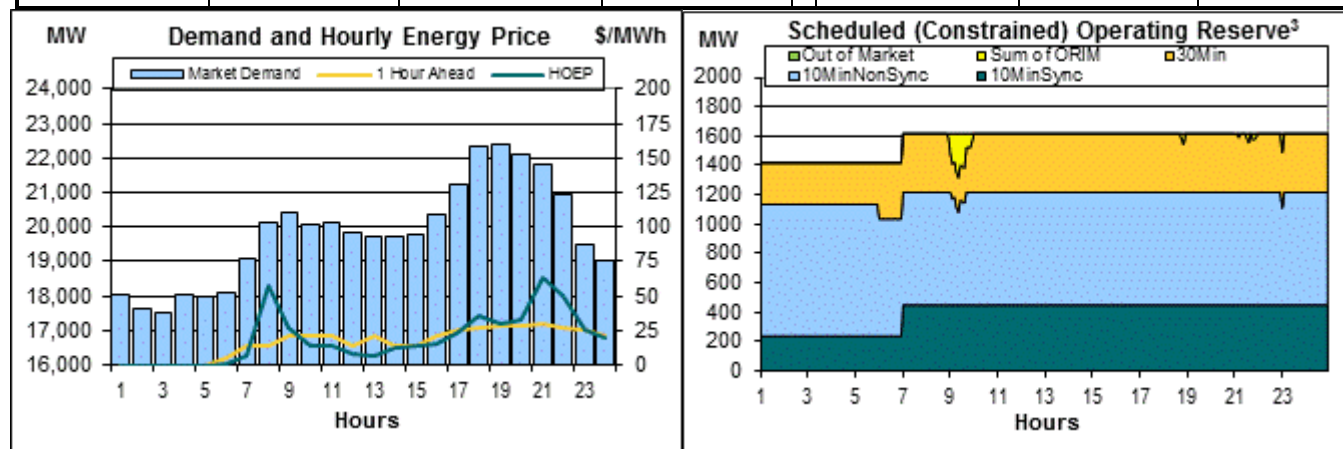 MW Demand and Hourly Energy Price $/MWh
Market Demand 1 Hour Ahead HOEP
24,000 200
23,000 175
22,000 150
21,000 125
20,000 100
19,000 75
18,000 50
17,000 25
16,000 0
1 3 5 7 9 11 13 15 17 19 21 23
Hours
MW Scheduled (Constrained) Operating Reserve³
Out of Market Sum of ORIM 30Min
10MinNonSync 10MinSync
2000
1800
1600
1400
1200
1000
800
600
400
200
0
1 3 5 7 9 11 13 15 17 19 21 23
Hours